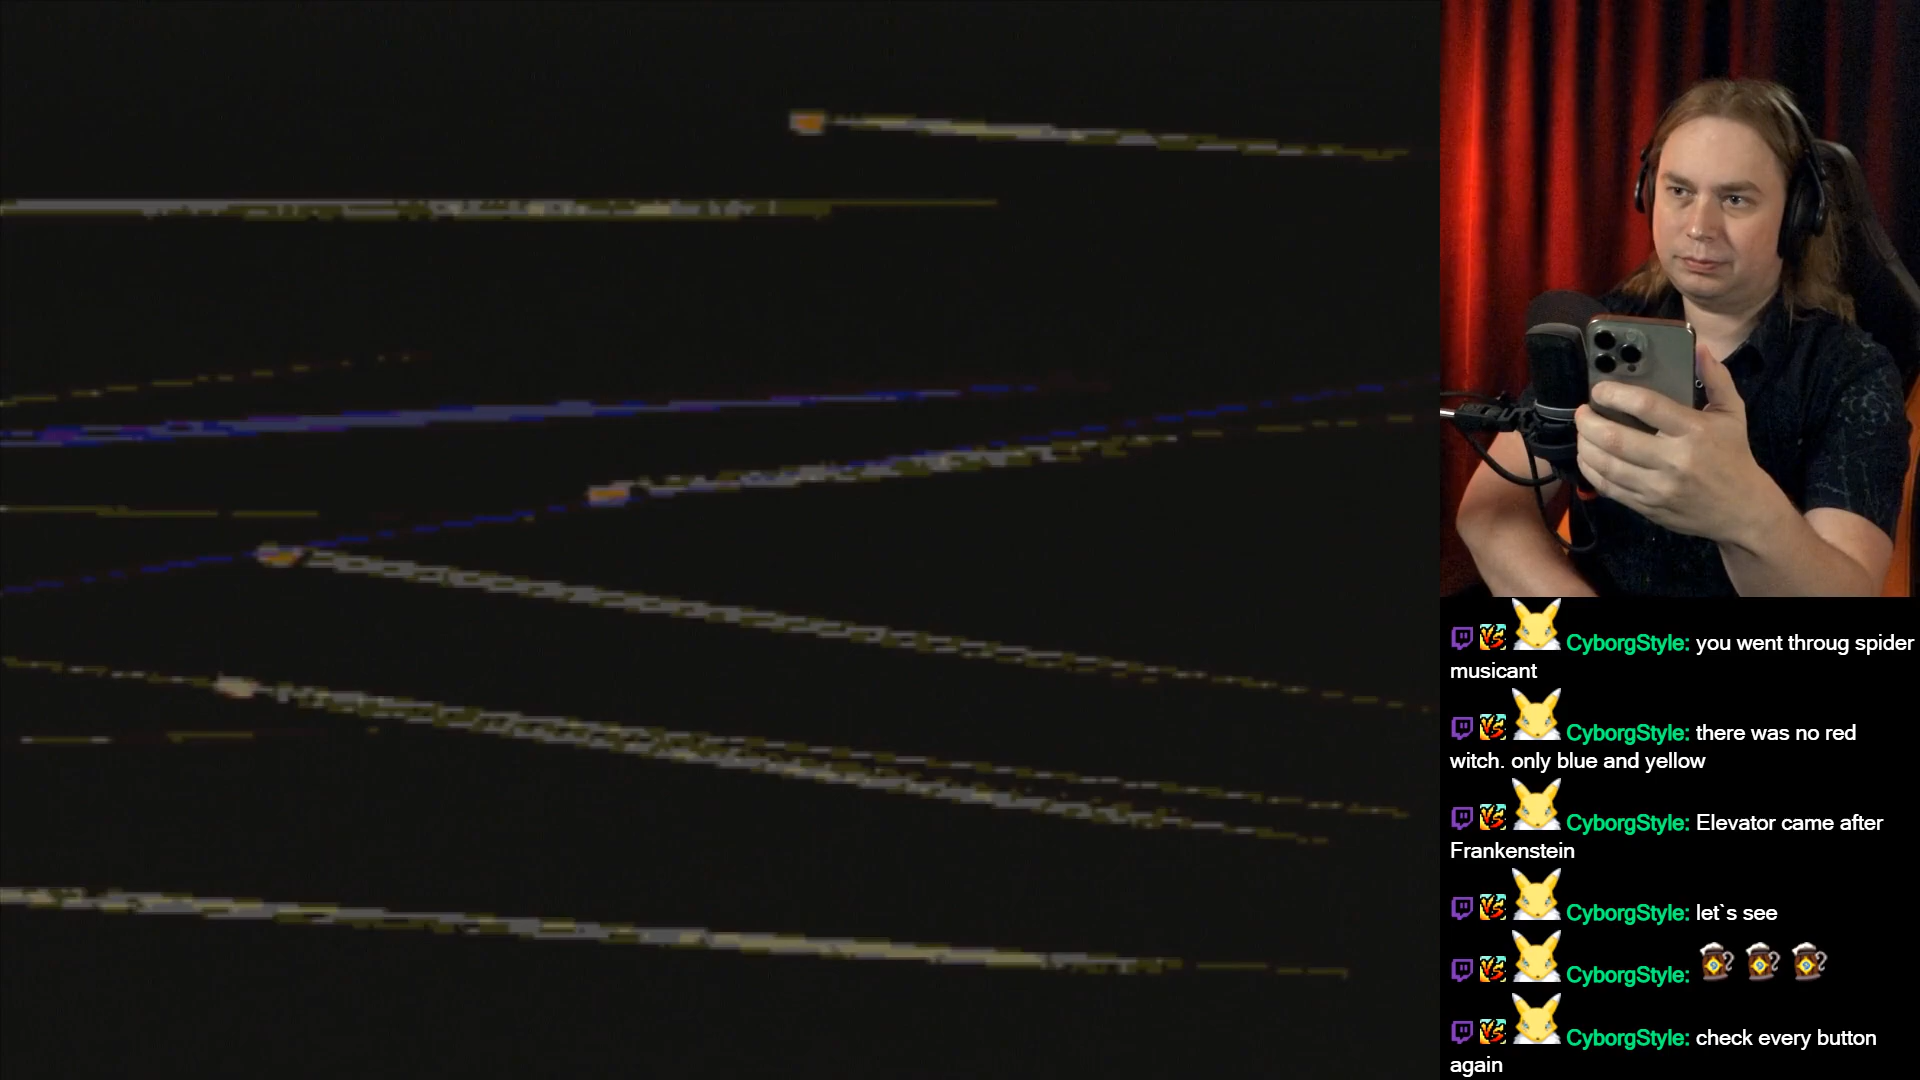 CyborgStyle: you went throug spider
musicant
CyborgStyle: there was no red
witch. only blue and yellow
CyborgStyle: Elevator came after
Frankenstein
CyborgStyle: let`s see
CyborgStyle:
CyborgStyle: check every button
again